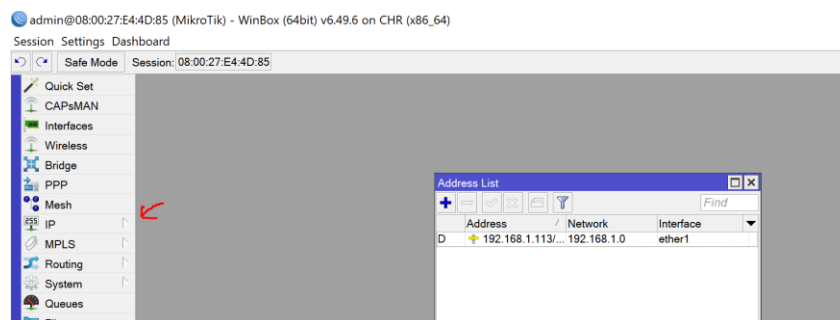 admin@08:00:27:E4:4D:85 (MikroTik) - WinBox (64bit) v6.49.6 on CHR (x86_64)
Session Settings Dashboard
Safe Mode Session: 08:00:27:E4:4D:85
Quick Set
CAPsMAN
Interfaces
Wireless
Bridge
PPP
Mesh
255 IP
MPLS
Routing
System
Queues
Address List
Find
Address / Network Interface
D 192.168.1.113/... 192.168.1.0 ether1